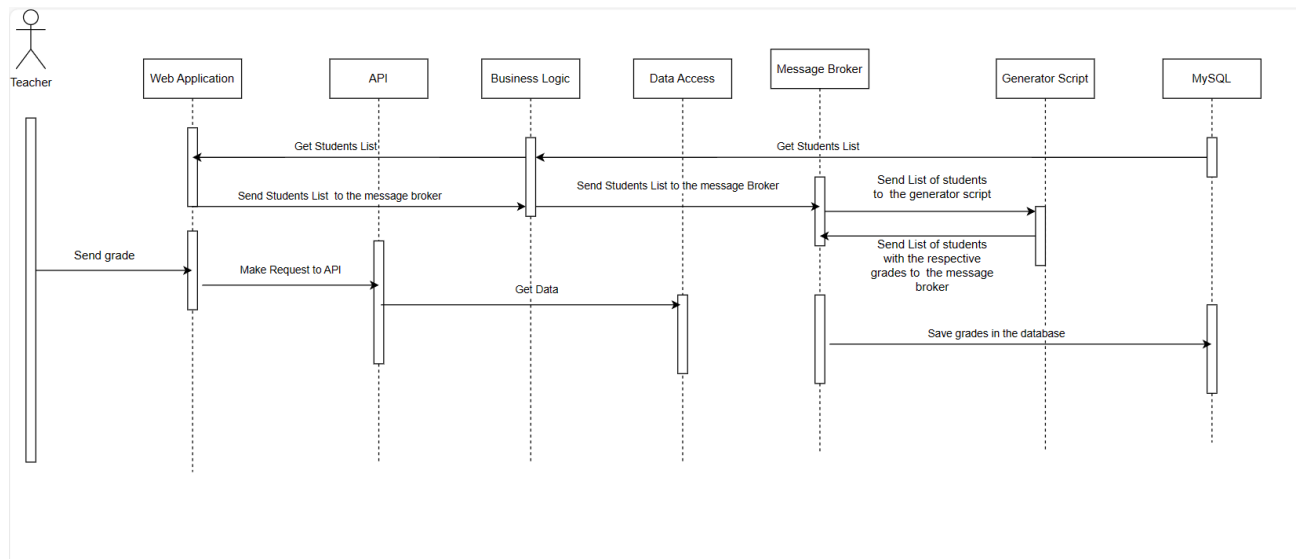 Teacher
Web Application
API
Business Logic
Data Access
Message Broker
Generator Script
MySQL
Get Students List
Get Students List
Send Students List  to the message broker
Send Students List to the message Broker
Send List of students
to  the generator script
Send List of students
with the respective
grades to  the message
broker
Send grade
Make Request to API
Get Data
Save grades in the database